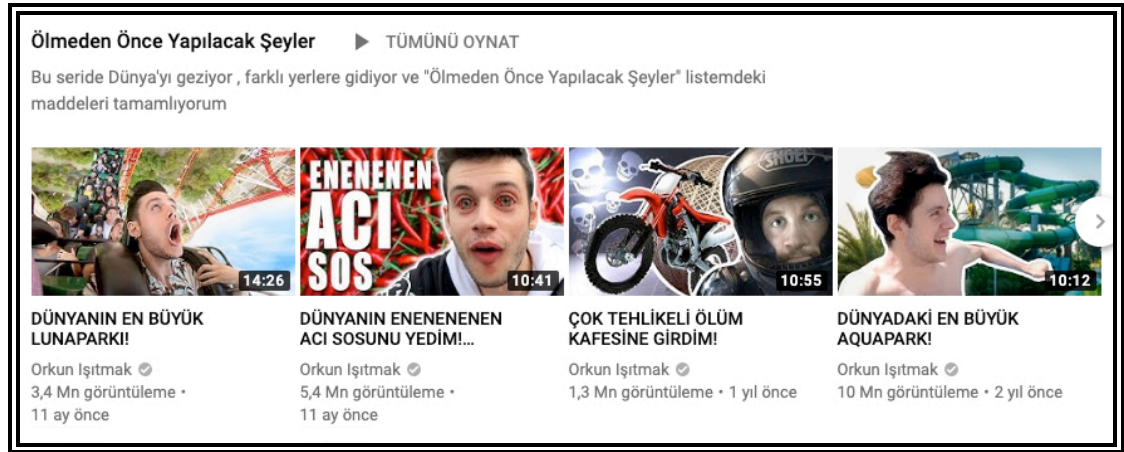 Ölmeden Önce Yapılacak Şeyler TÜMÜNÜ OYNAT
Bu seride Dünya'yı geziyor , farklı yerlere gidiyor ve "Ölmeden Önce Yapılacak Şeyler" listemdeki
maddeleri tamamlıyorum
14:26
ENENENEN
ACI
SOS
10:41
SHOEI
10:55
10:12
DÜNYANIN EN BÜYÜK
LUNAPARKI!
Orkun Işıtmak
3,4 Mn görüntüleme •
11 ay önce
DÜNYANIN ENENENENEN
ACI SOSUNU YEDİM!...
Orkun Işıtmak
5,4 Mn görüntüleme •
11 ay önce
ÇOK TEHLİKELİ ÖLÜM
KAFESİNE GİRDİM!
Orkun Işıtmak
1,3 Mn görüntüleme • 1 yıl önce
DÜNYADAKİ EN BÜYÜK
AQUAPARK!
Orkun Işıtmak
10 Mn görüntüleme • 2 yıl önce